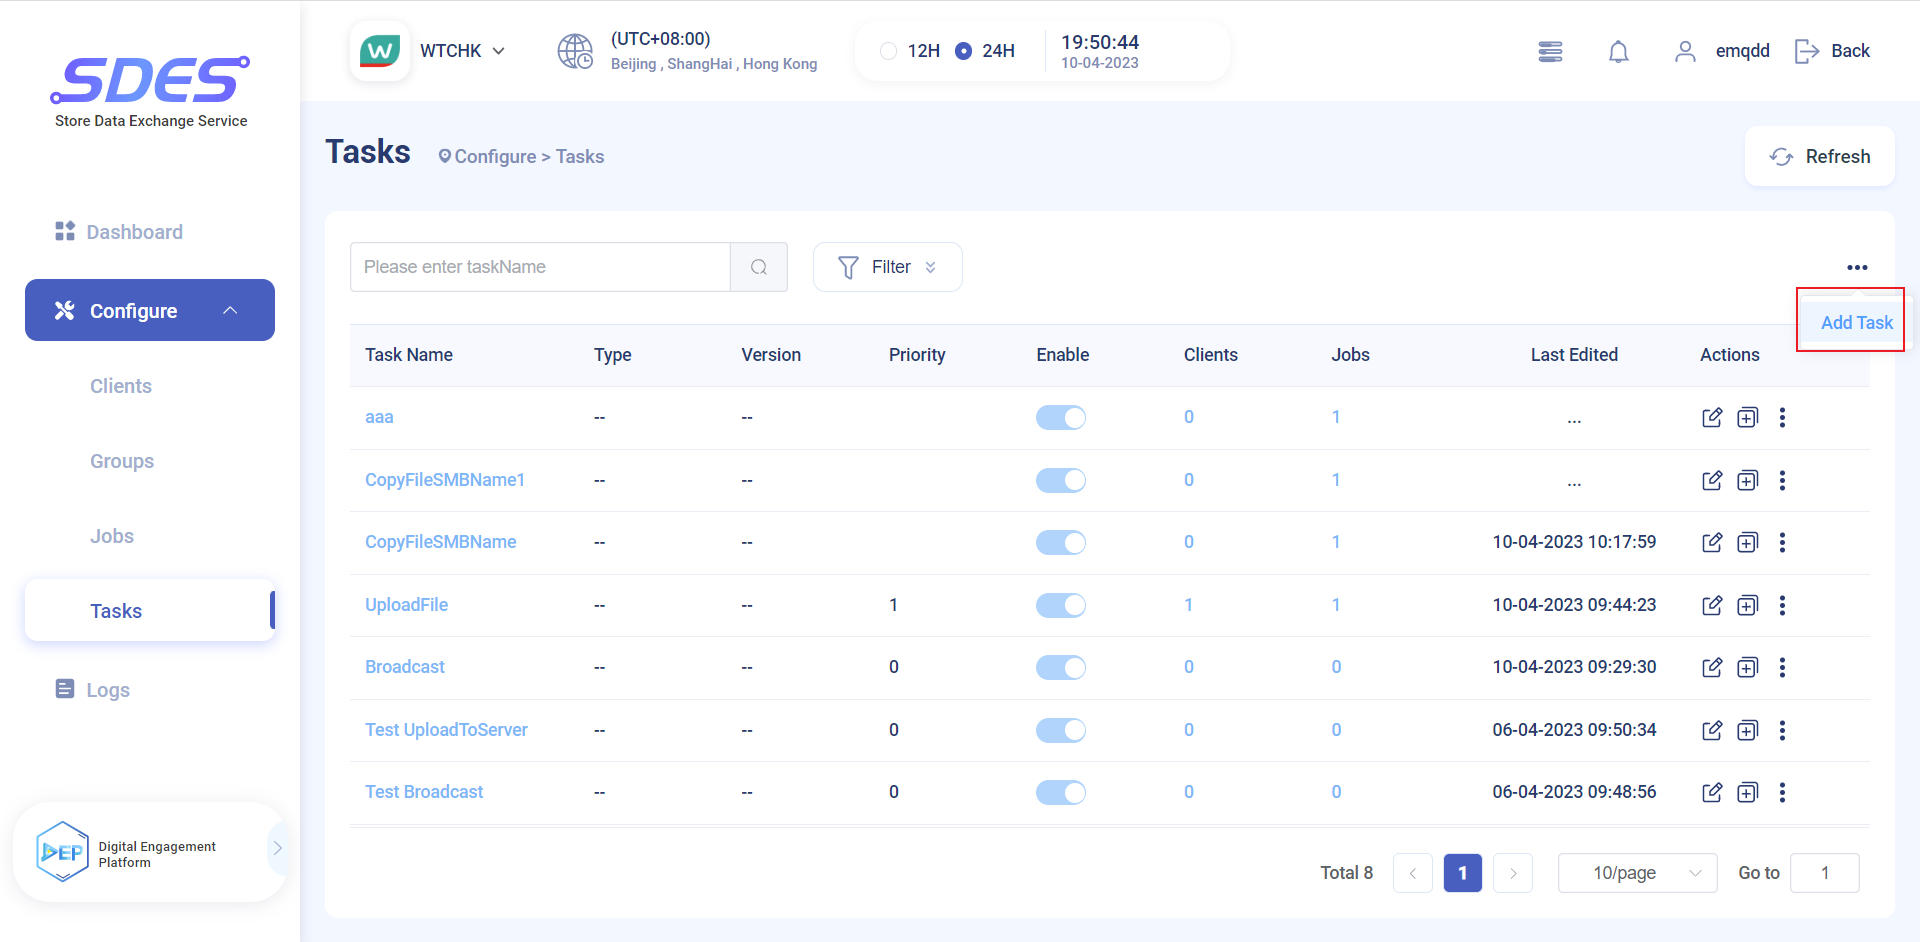 SDES
Store Data Exchange Service
WTCHK
(UTC+08:00)
Beijing , ShangHai , Hong Kong
12H 24H
19:50:44
10-04-2023
emqdd
Back
Tasks
Configure > Tasks
Refresh
Dashboard
Configure
Clients
Groups
Jobs
Tasks
Logs
DEP
Digital Engagement
Platform
Please enter taskName
Filter
Add Task
Task Name Type Version Priority Enable Clients Jobs Last Edited Actions
aaa -- -- 0 1 ...
CopyFileSMBName1 -- -- 0 1 ...
CopyFileSMBName -- -- 0 1 10-04-2023 10:17:59
UploadFile -- -- 1 1 1 10-04-2023 09:44:23
Broadcast -- -- 0 0 0 10-04-2023 09:29:30
Test UploadToServer -- -- 0 0 0 06-04-2023 09:50:34
Test Broadcast -- -- 0 0 0 06-04-2023 09:48:56
Total 8 < 1 > 10/page Go to 1